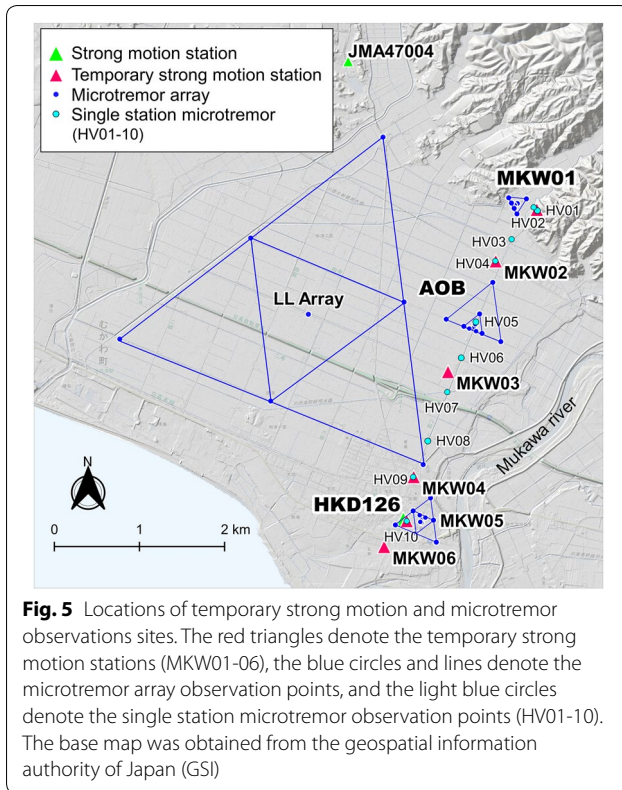 Strong motion station
Temporary strong motion station
Microtremor array
Single station microtremor
(HV01-10)
JMA47004
MKW01
HV01
HV02
HV03
HV04
MKW02
AOB
LL Array
HV05
むかわ町
HV06
MKW03
HV07
Mukawa river
HV08
N
HV09
MKW04
HKD126
MKW05
HV10
MKW06
0 1 2 km
Fig. 5 Locations of temporary strong motion and microtremor
observations sites. The red triangles denote the temporary strong
motion stations (MKW01-06), the blue circles and lines denote the
microtremor array observation points, and the light blue circles
denote the single station microtremor observation points (HV01-10).
The base map was obtained from the geospatial information
authority of Japan (GSI)